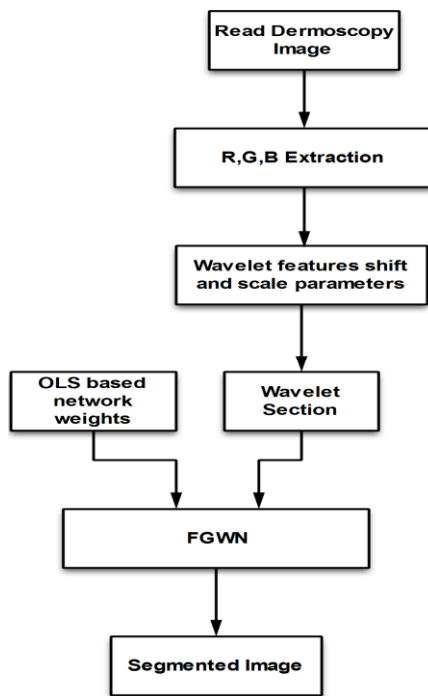 Read Dermoscopy
Image
R,G,B Extraction
Wavelet features shift
and scale parameters
OLS based
network
weights
Wavelet
Section
FGWN
Segmented Image